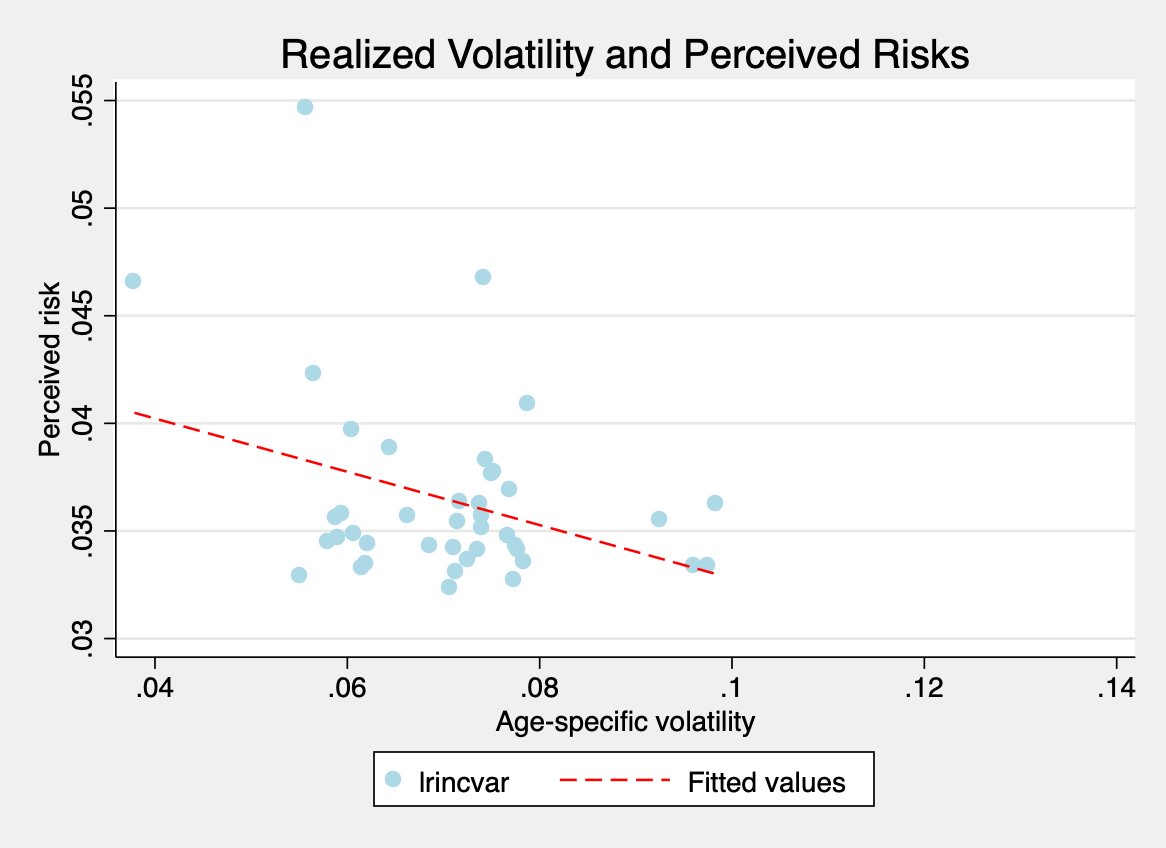 Realized Volatility and Perceived Risks
Perceived risk
.055
.05
.045
.04
.035
.03
.04 .06 .08 .1 .12 .14
Age-specific volatility
lrincvar Fitted values